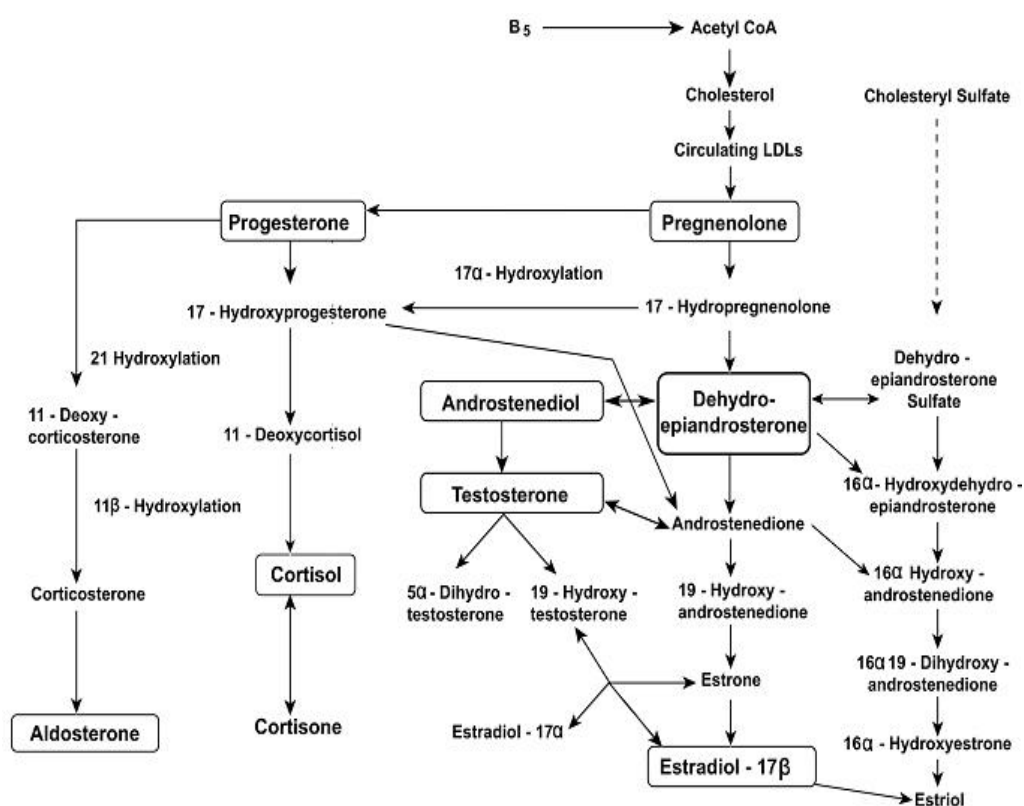 B5
Acetyl CoA
Cholesterol
Cholesteryl Sulfate
Circulating LDLs
Progesterone
Pregnenolone
17α - Hydroxylation
17 - Hydroxyprogesterone
17 - Hydropregnenolone
21 Hydroxylation
Dehydro -
epiandrosterone
Sulfate
Androstenediol
Dehydro-
epiandrosterone
11 - Deoxy -
corticosterone
11 - Deoxycortisol
Testosterone
16α- Hydroxydehydro -
epiandrosterone
11β - Hydroxylation
Androstenedione
Cortisol
Corticosterone
5α - Dihydro -
testosterone
19 - Hydroxy -
testosterone
19 - Hydroxy -
androstenedione
16α Hydroxy -
androstenedione
Estrone
16α 19 - Dihydroxy -
androstenedione
Aldosterone
Cortisone
Estradiol - 17α
16α - Hydroxyestrone
Estradiol - 17β
Estriol